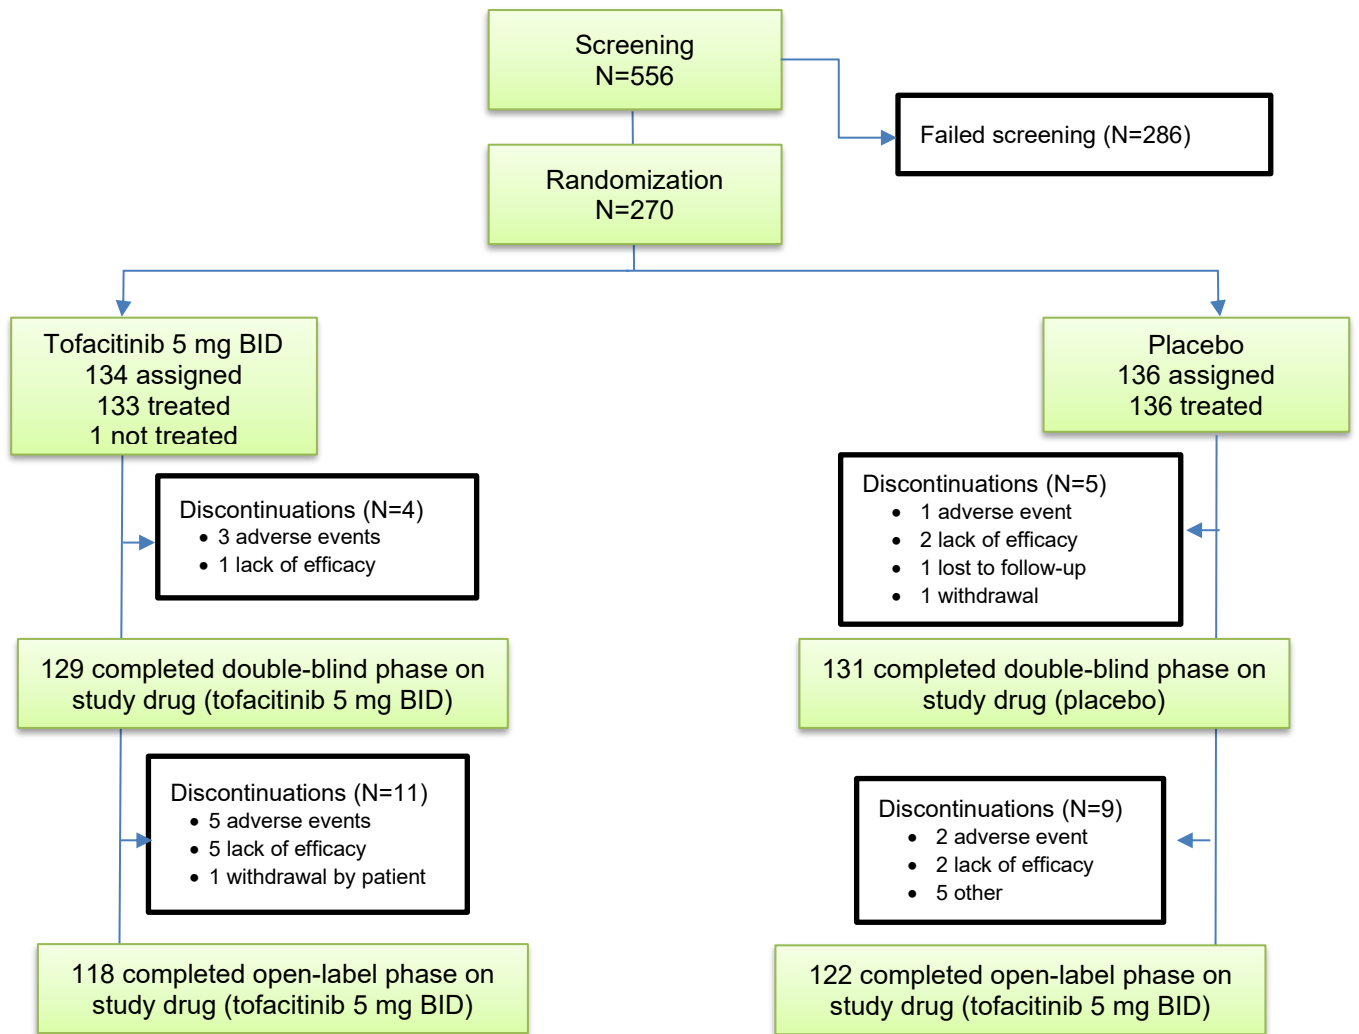 Screening
N=556
Failed screening (N=286)
Randomization
N=270
Tofacitinib 5 mg BID
134 assigned
133 treated
1 not treated
Placebo
136 assigned
136 treated
Discontinuations (N=4)
• 3 adverse events
• 1 lack of efficacy
Discontinuations (N=5)
• 1 adverse event
• 2 lack of efficacy
• 1 lost to follow-up
• 1 withdrawal
129 completed double-blind phase on
study drug (tofacitinib 5 mg BID)
131 completed double-blind phase on
study drug (placebo)
Discontinuations (N=11)
• 5 adverse events
• 5 lack of efficacy
• 1 withdrawal by patient
Discontinuations (N=9)
• 2 adverse event
• 2 lack of efficacy
• 5 other
118 completed open-label phase on
study drug (tofacitinib 5 mg BID)
122 completed open-label phase on
study drug (tofacitinib 5 mg BID)